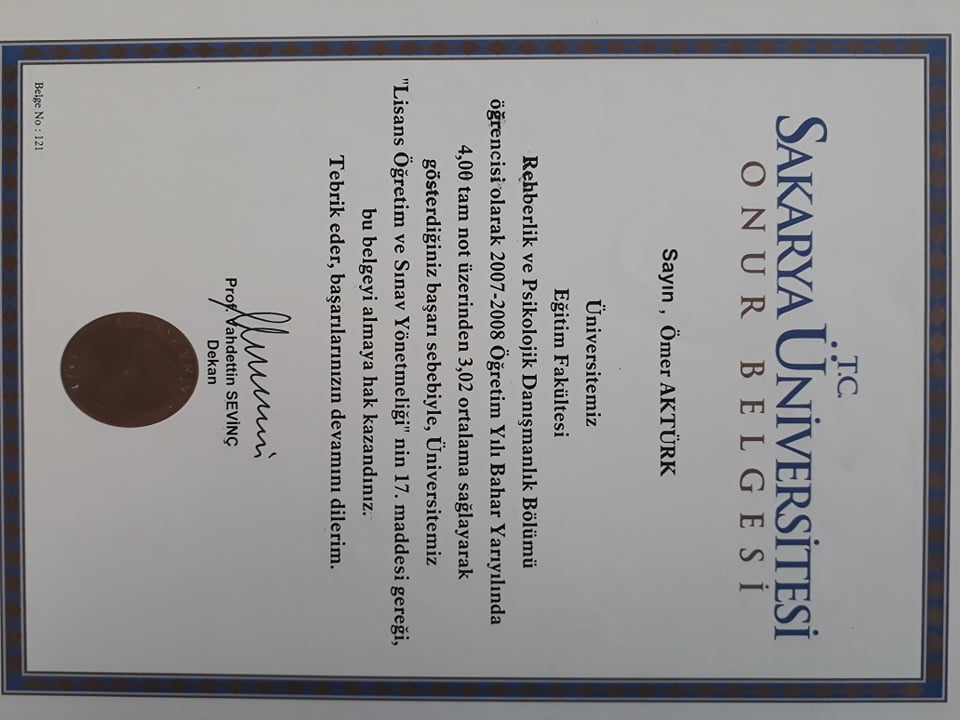 T.C.
SAKARYA ÜNİVERSİTESİ
ONUR BELGESİ
Sayın , Ömer AKTÜRK
Üniversitemiz
Eğitim Fakültesi
Rehberlik ve Psikolojik Danışmanlık Bölümü
öğrencisi olarak 2007-2008 Öğretim Yılı Bahar Yarıyılında
4,00 tam not üzerinden 3,02 ortalama sağlayarak
gösterdiğiniz başarı sebebiyle, Üniversitemiz
"Lisans Öğretim ve Sınav Yönetmeliği" nin 17. maddesi gereği,
bu belgeyi almaya hak kazandınız.
Tebrik eder, başarılarınızın devamını dilerim.
Prof. Vahdettin SEVİNÇ
Dekan
Belge No : 121